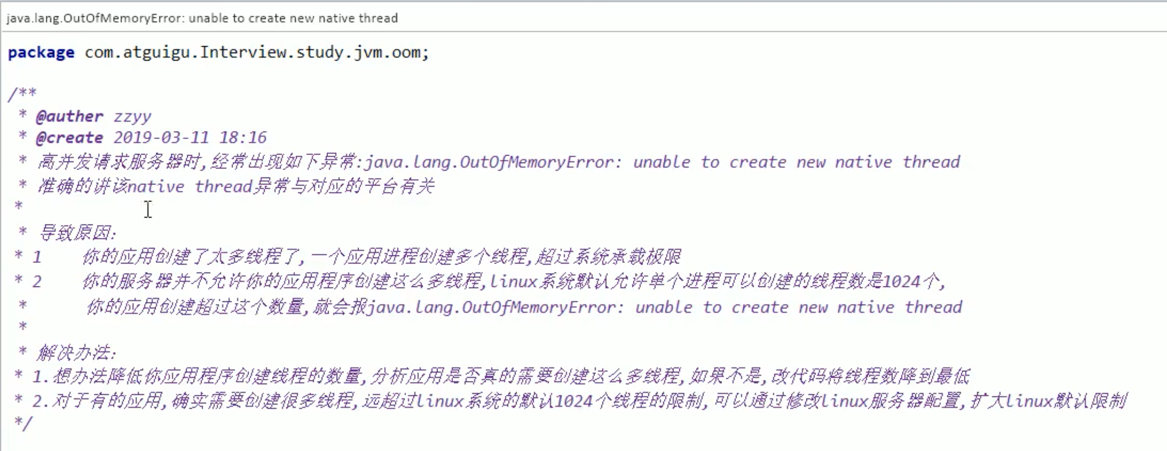 java.lang.OutOfMemoryError: unable to create new native thread
package com.atguigu.Interview.study.jvm.oom;
/**
* @auther zzyy
* @create 2019-03-11 18:16
* 高并发请求服务器时,经常出现如下异常:java.lang.OutOfMemoryError: unable to create new native thread
* 准确的讲该native thread异常与对应的平台有关
*
* 导致原因:
* 1 你的应用创建了太多线程了,一个应用进程创建多个线程,超过系统承载极限
* 2 你的服务器并不允许你的应用程序创建这么多线程,linux系统默认允许单个进程可以创建的线程数是1024个,
* 你的应用创建超过这个数量,就会报java.lang.OutOfMemoryError: unable to create new native thread
*
* 解决办法:
* 1.想办法降低你应用程序创建线程的数量,分析应用是否真的需要创建这么多线程,如果不是,改代码将线程数降到最低
* 2.对于有的应用,确实需要创建很多线程,远超过linux系统的默认1024个线程的限制,可以通过修改linux服务器配置,扩大linux默认限制
*/